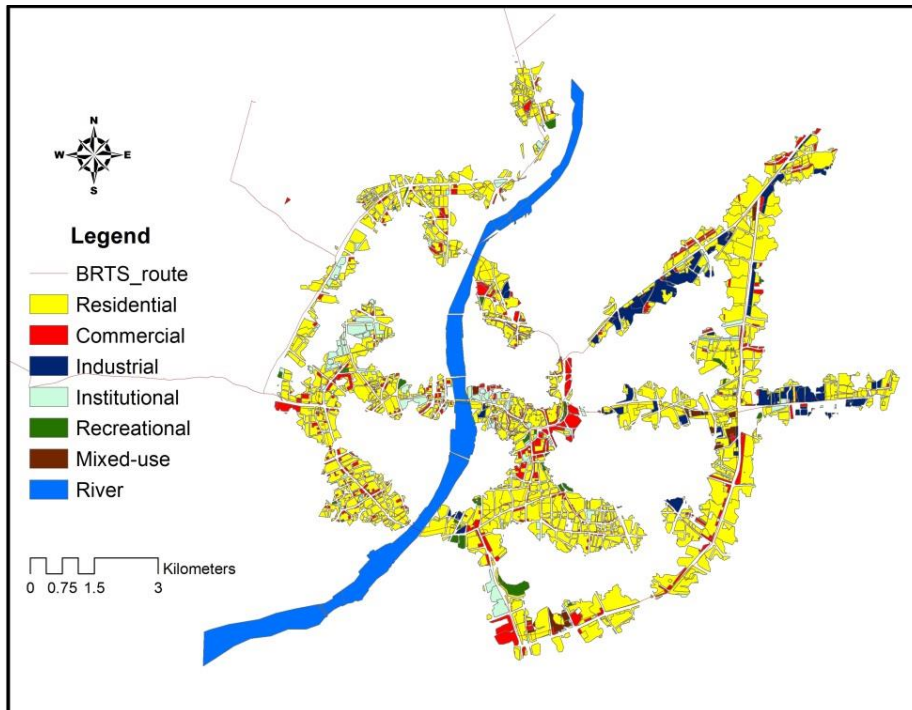 N
W E
S
Legend
BRTS_route
Residential
Commercial
Industrial
Institutional
Recreational
Mixed-use
River
Kilometers
0 0.75 1.5 3